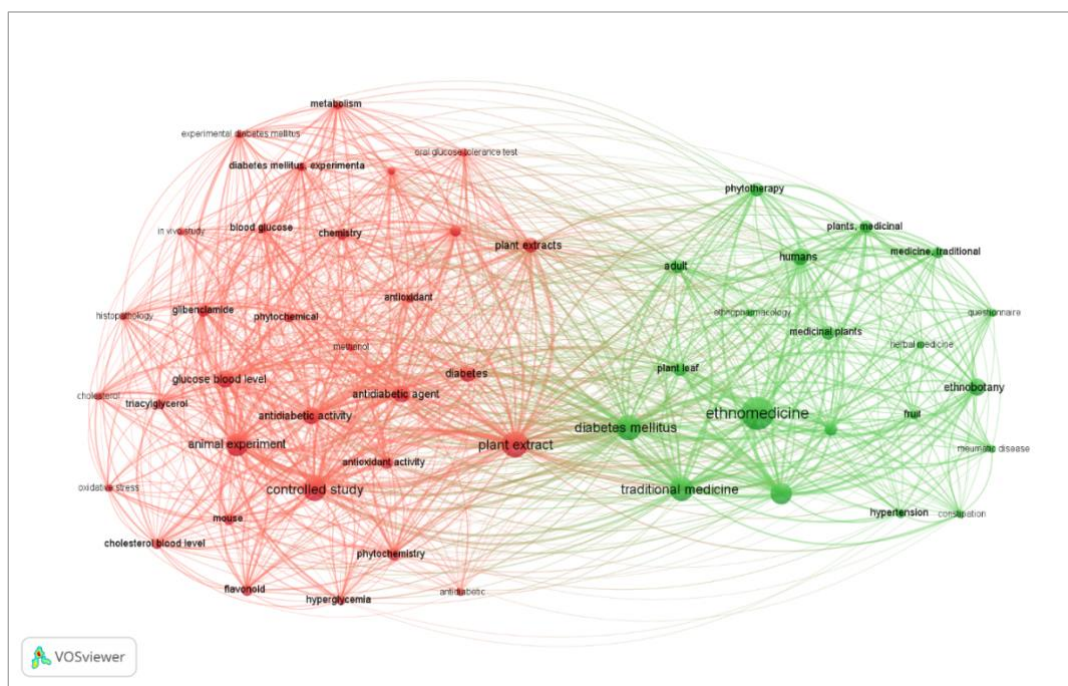 metabolism
experimental diabetes mellitus
oral glucose tolerance test
diabetes mellitus, experimenta
phytotherapy
plants, medicinal
in vivo study
blood glucose
chemistry
plant extracts
humans
medicine, traditional
adult
antioxidant
histopathology
glibenclamide
phytochemical
ethnopharmacology
questionnaire
medicinal plants
herbal medicine
methanol
plant leaf
diabetes
glucose blood level
ethnobotany
cholesterol
triacylglycerol
antidiabetic agent
antidiabetic activity
ethnomedicine
fruit
diabetes mellitus
animal experiment
plant extract
rheumatic disease
antioxidant activity
oxidative stress
controlled study
traditional medicine
hypertension
constipation
mouse
cholesterol blood level
phytochemistry
flavonoid
hyperglycemia
antidiabetic
VOSviewer